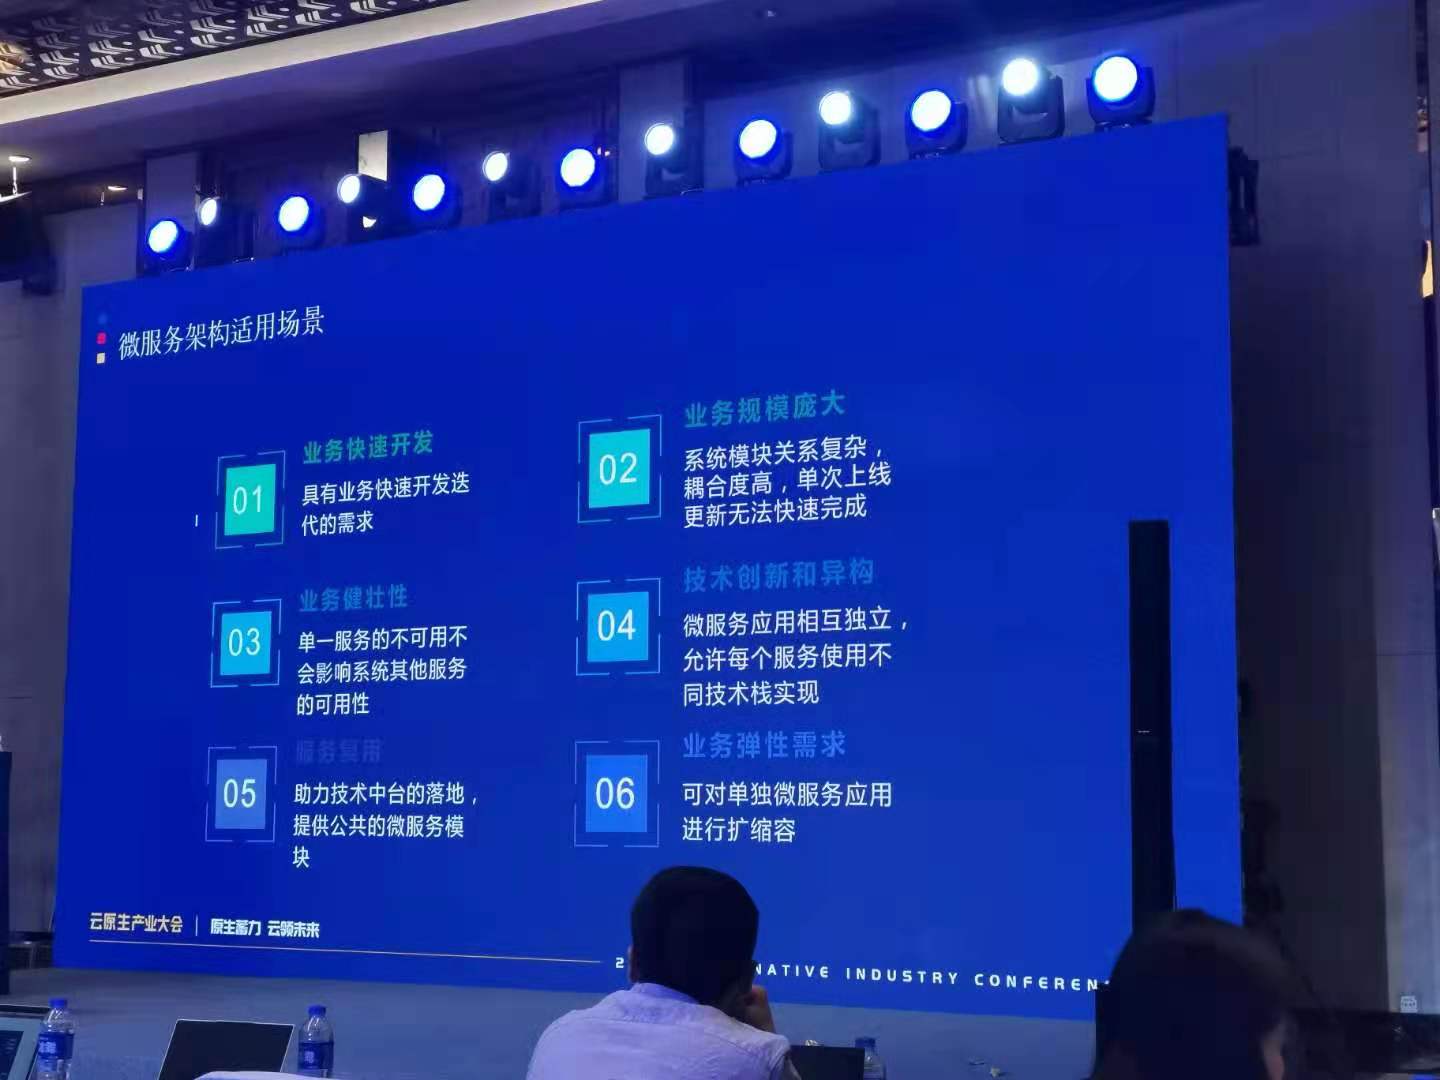 微服务架构适用场景
01
业务快速开发
具有业务快速开发迭
代的需求
02
业务规模庞大
系统模块关系复杂，
耦合度高，单次上线
更新无法快速完成
03
业务健壮性
单一服务的不可用不
会影响系统其他服务
的可用性
04
技术创新和异构
微服务应用相互独立，
允许每个服务使用不
同技术栈实现
05
服务复用
助力技术中台的落地，
提供公共的微服务模
块
06
业务弹性需求
可对单独微服务应用
进行扩缩容
云原生产业大会 | 原生蓄力 云领未来
NATIVE INDUSTRY CONFEREN